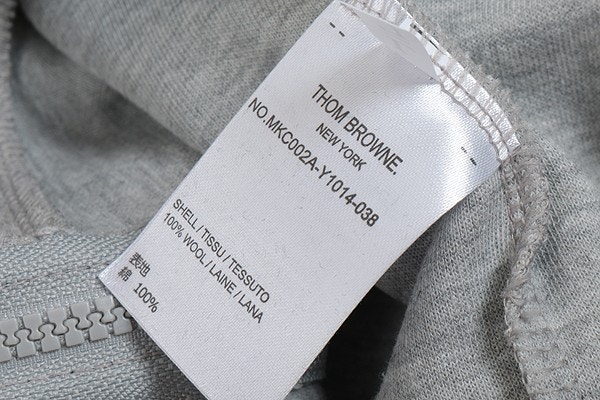 THOM BROWNE.
NEW YORK
NO.MKC002A-Y1014-038
SHELL / TISSU / TESSUTO
100% WOOL / LAINE / LANA
表地
綿 100%